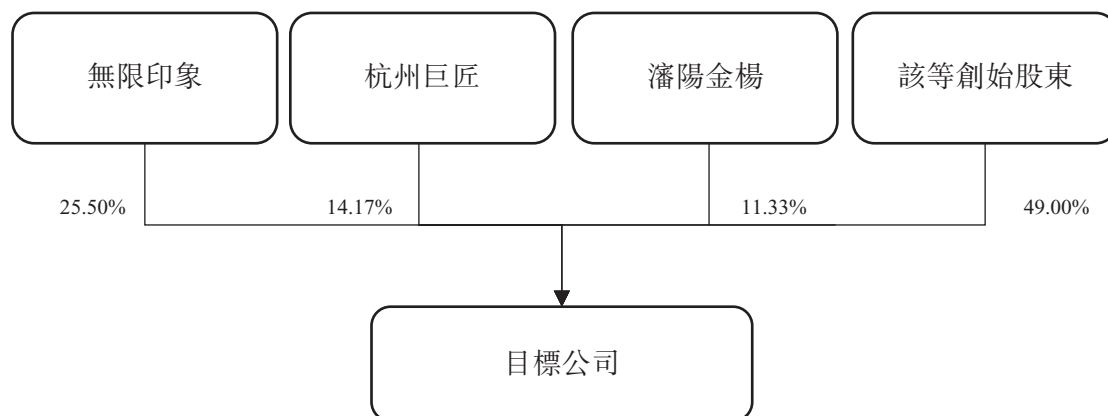 無限印象
杭州巨匠
瀋陽金楊
該等創始股東
25.50%
14.17%
11.33%
49.00%
目標公司